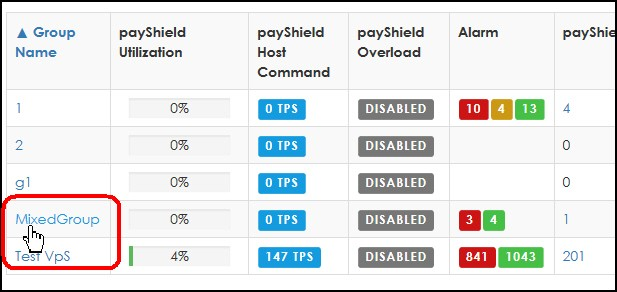 ▲ Group Name payShield Utilization payShield Host Command payShield Overload Alarm payShiel
1 0% 0 TPS DISABLED 10 4 13 4
2 0% 0 TPS DISABLED 0
g1 0% 0 TPS DISABLED 0
MixedGroup 0% 0 TPS DISABLED 3 4 1
Test VpS 4% 147 TPS DISABLED 841 1043 201